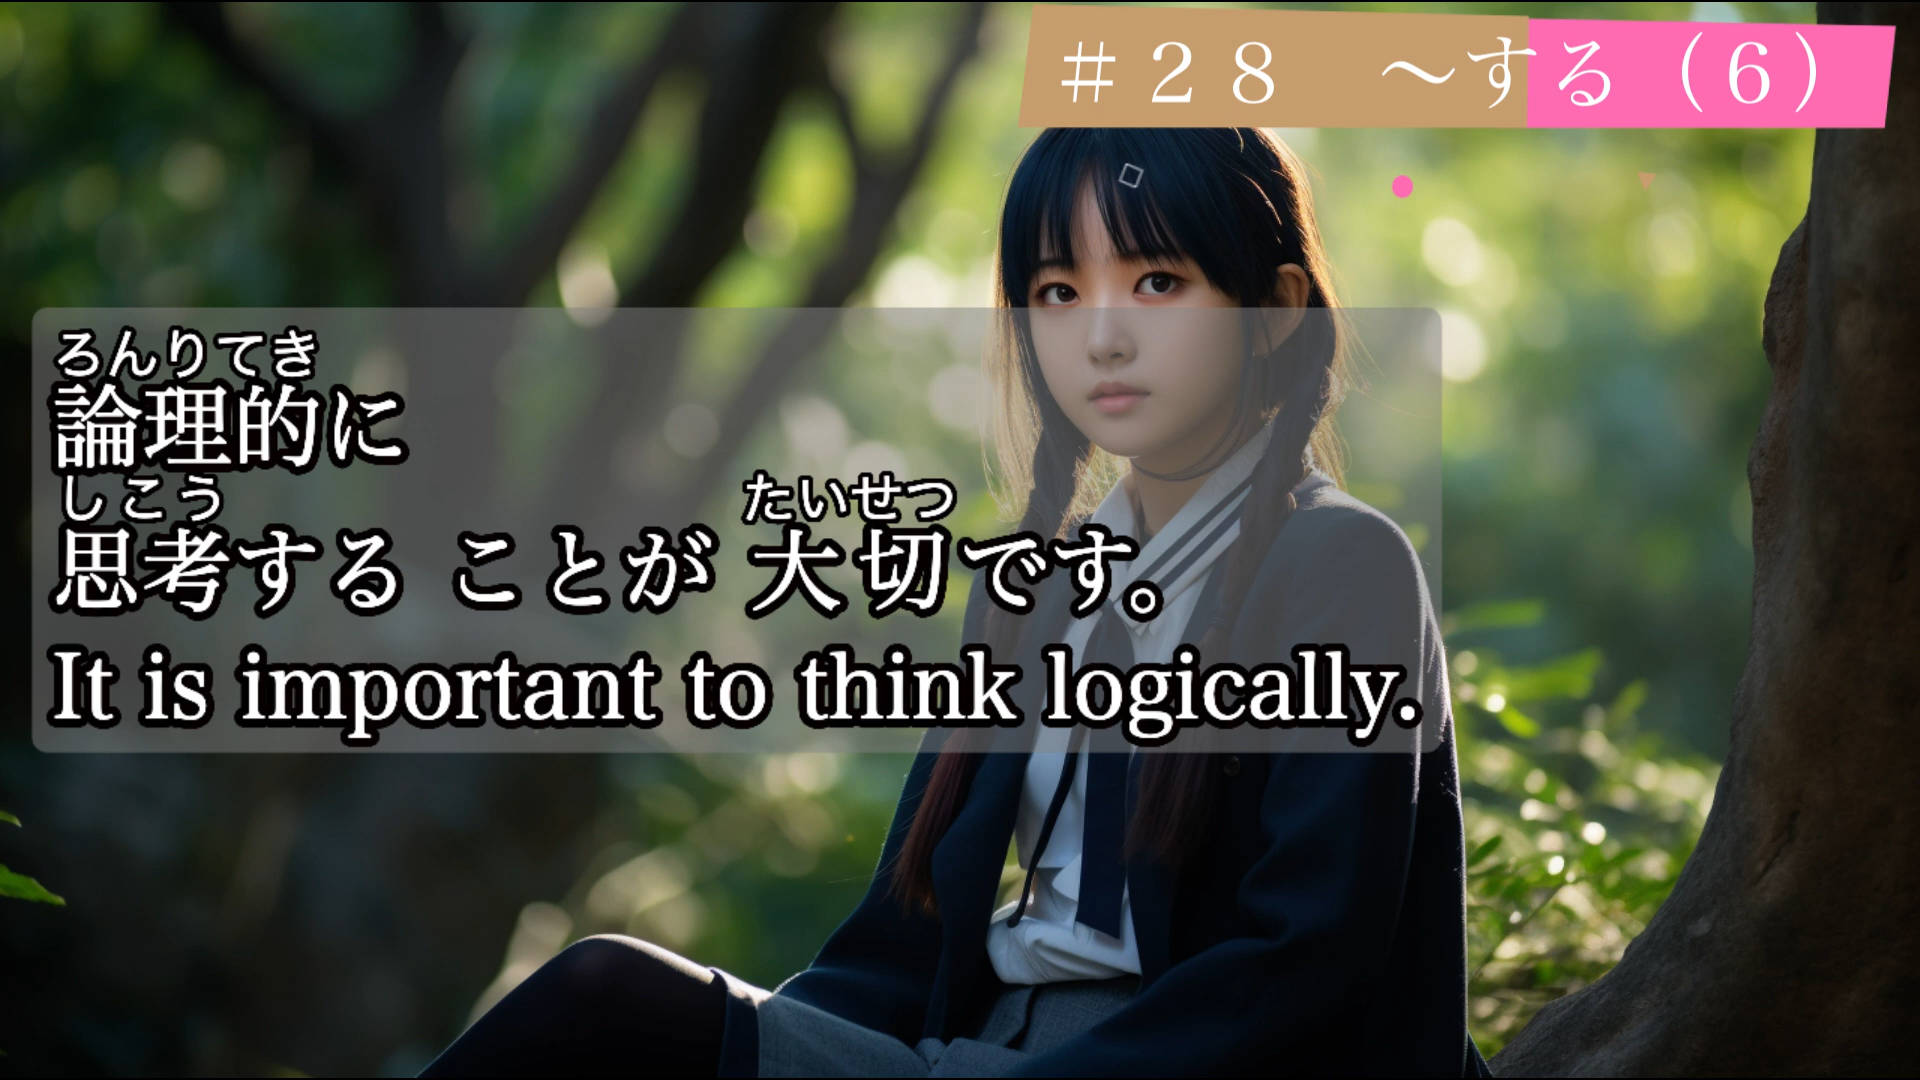 #28 ～する（6）
ろんりてき
論理的に
しこう たいせつ
思考する ことが 大切です。
It is important to think logically.